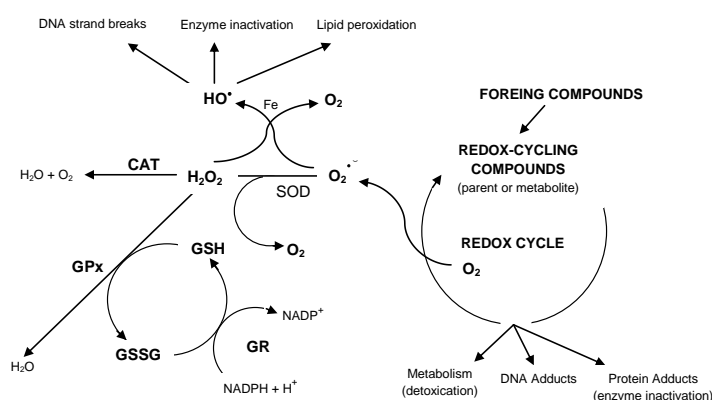 DNA strand breaks
Enzyme inactivation
Lipid peroxidation
HO•
Fe
O₂
FOREING COMPOUNDS
REDOX-CYCLING
COMPOUNDS
(parent or metabolite)
H₂O + O₂
CAT
H₂O₂
SOD
O₂•⁻
O₂
REDOX CYCLE
O₂
GPx
GSH
GSSG
GR
NADP⁺
NADPH + H⁺
H₂O
Metabolism
(detoxication)
DNA Adducts
Protein Adducts
(enzyme inactivation)